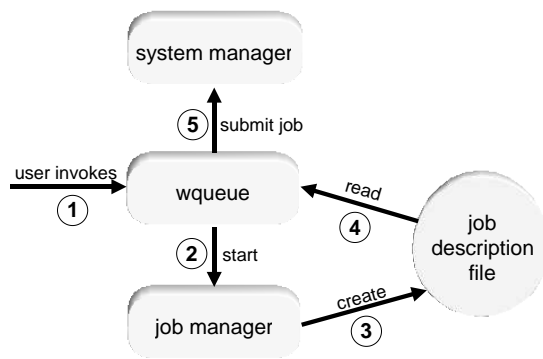 system manager
5
submit job
user invokes
1
wqueue
read
4
job
description
file
2
start
create
3
job manager